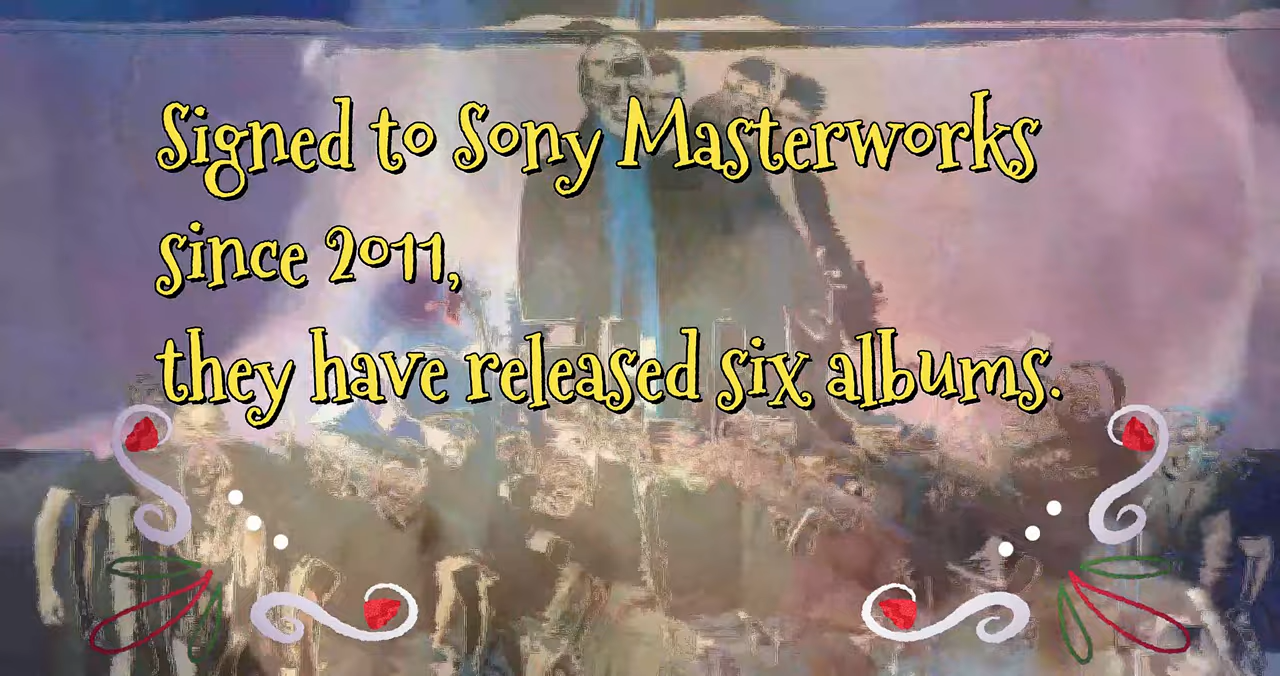 Signed to Sony Masterworks
since 2011,
they have released six albums.